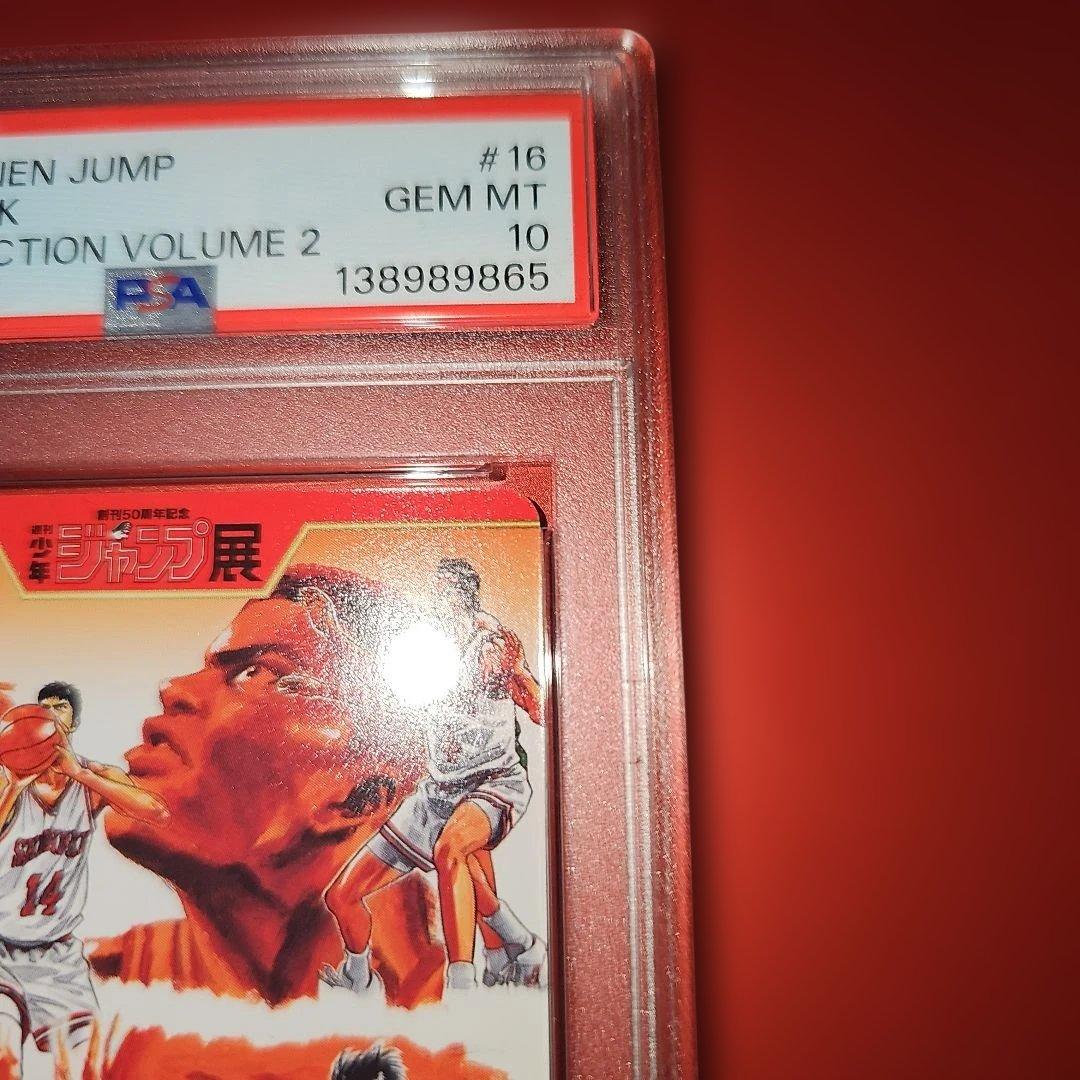 NEN JUMP #16
K GEM MT
CTION VOLUME 2 10
PSA 138989865
創刊50周年記念
週刊少年ジャンプ展
SHOHOKU
14